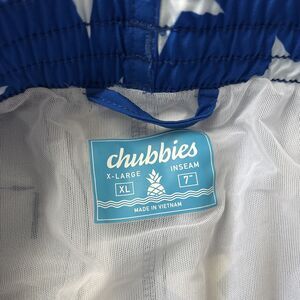 chubbies
X-LARGE INSEAM
XL 7"
MADE IN VIETNAM